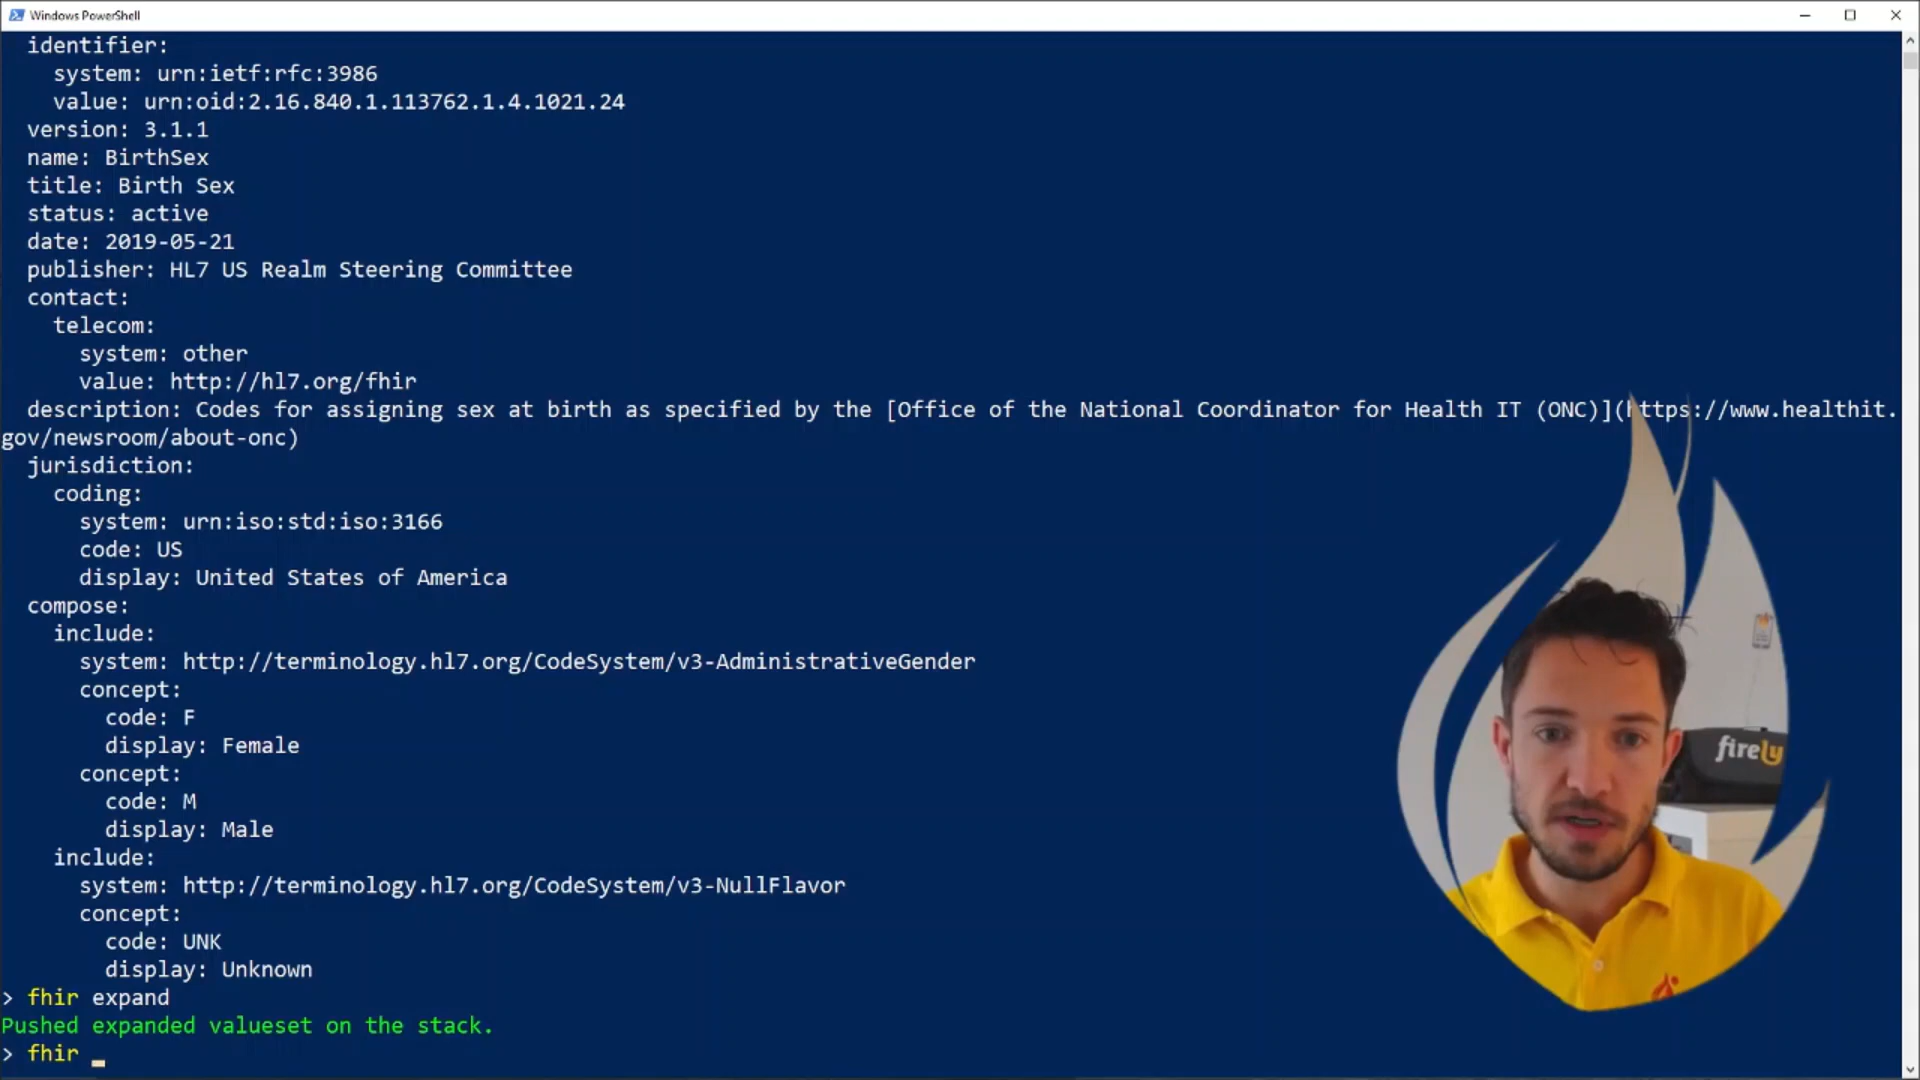 Windows PowerShell
identifier:
system: urn:ietf:rfc:3986
value: urn:oid:2.16.840.1.113762.1.4.1021.24
version: 3.1.1
name: BirthSex
title: Birth Sex
status: active
date: 2019-05-21
publisher: HL7 US Realm Steering Committee
contact:
telecom:
system: other
value: http://hl7.org/fhir
description: Codes for assigning sex at birth as specified by the [Office of the National Coordinator for Health IT (ONC)](https://www.healthit.
gov/newsroom/about-onc)
jurisdiction:
coding:
system: urn:iso:std:iso:3166
code: US
display: United States of America
compose:
include:
system: http://terminology.hl7.org/CodeSystem/v3-AdministrativeGender
concept:
code: F
display: Female
concept:
code: M
display: Male
include:
system: http://terminology.hl7.org/CodeSystem/v3-NullFlavor
concept:
code: UNK
display: Unknown
> fhir expand
Pushed expanded valueset on the stack.
> fhir _
firely